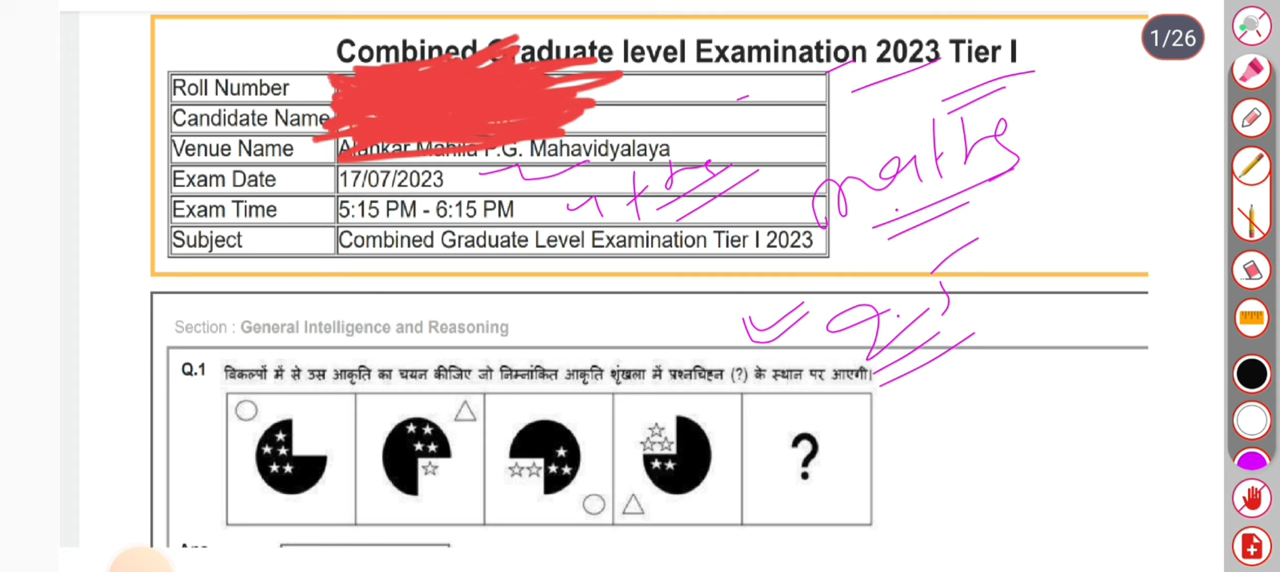 1/26
Combined Graduate level Examination 2023 Tier I
Roll Number
Candidate Name
Venue Name Alankar Mahila P.G. Mahavidyalaya
Exam Date 17/07/2023
Exam Time 5:15 PM - 6:15 PM
Subject Combined Graduate Level Examination Tier I 2023
maths
Section : General Intelligence and Reasoning
Q.1 विकल्पों में से उस आकृति का चयन कीजिए जो निम्नांकित आकृति शृंखला में प्रश्नचिह्न (?) के स्थान पर आएगी।
?